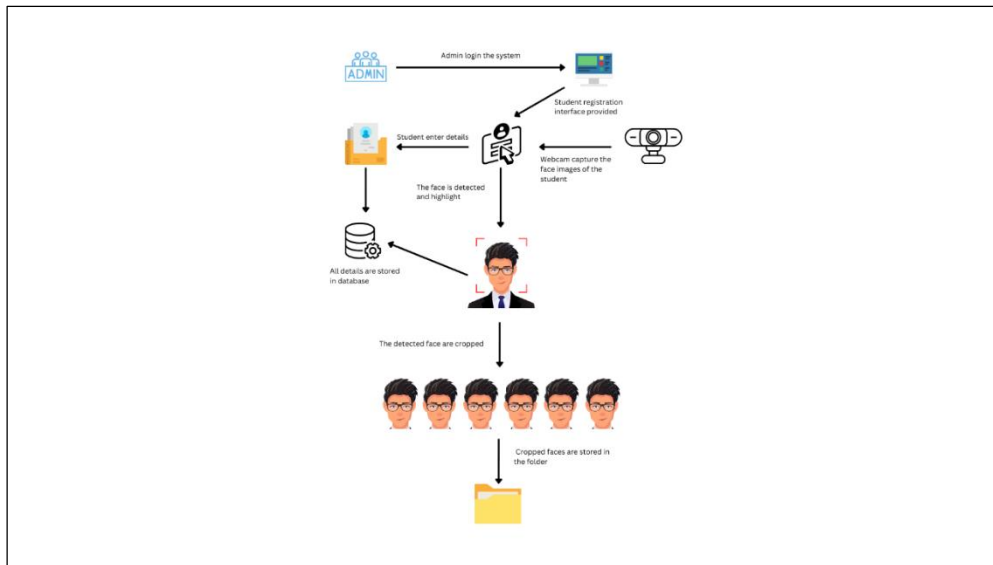 Admin login the system
ADMIN
Student registration
interface provided
Student enter details
Webcam capture the
face images of the
student
The face is detected
and highlight
All details are stored
in database
The detected face are cropped
Cropped faces are stored in
the folder